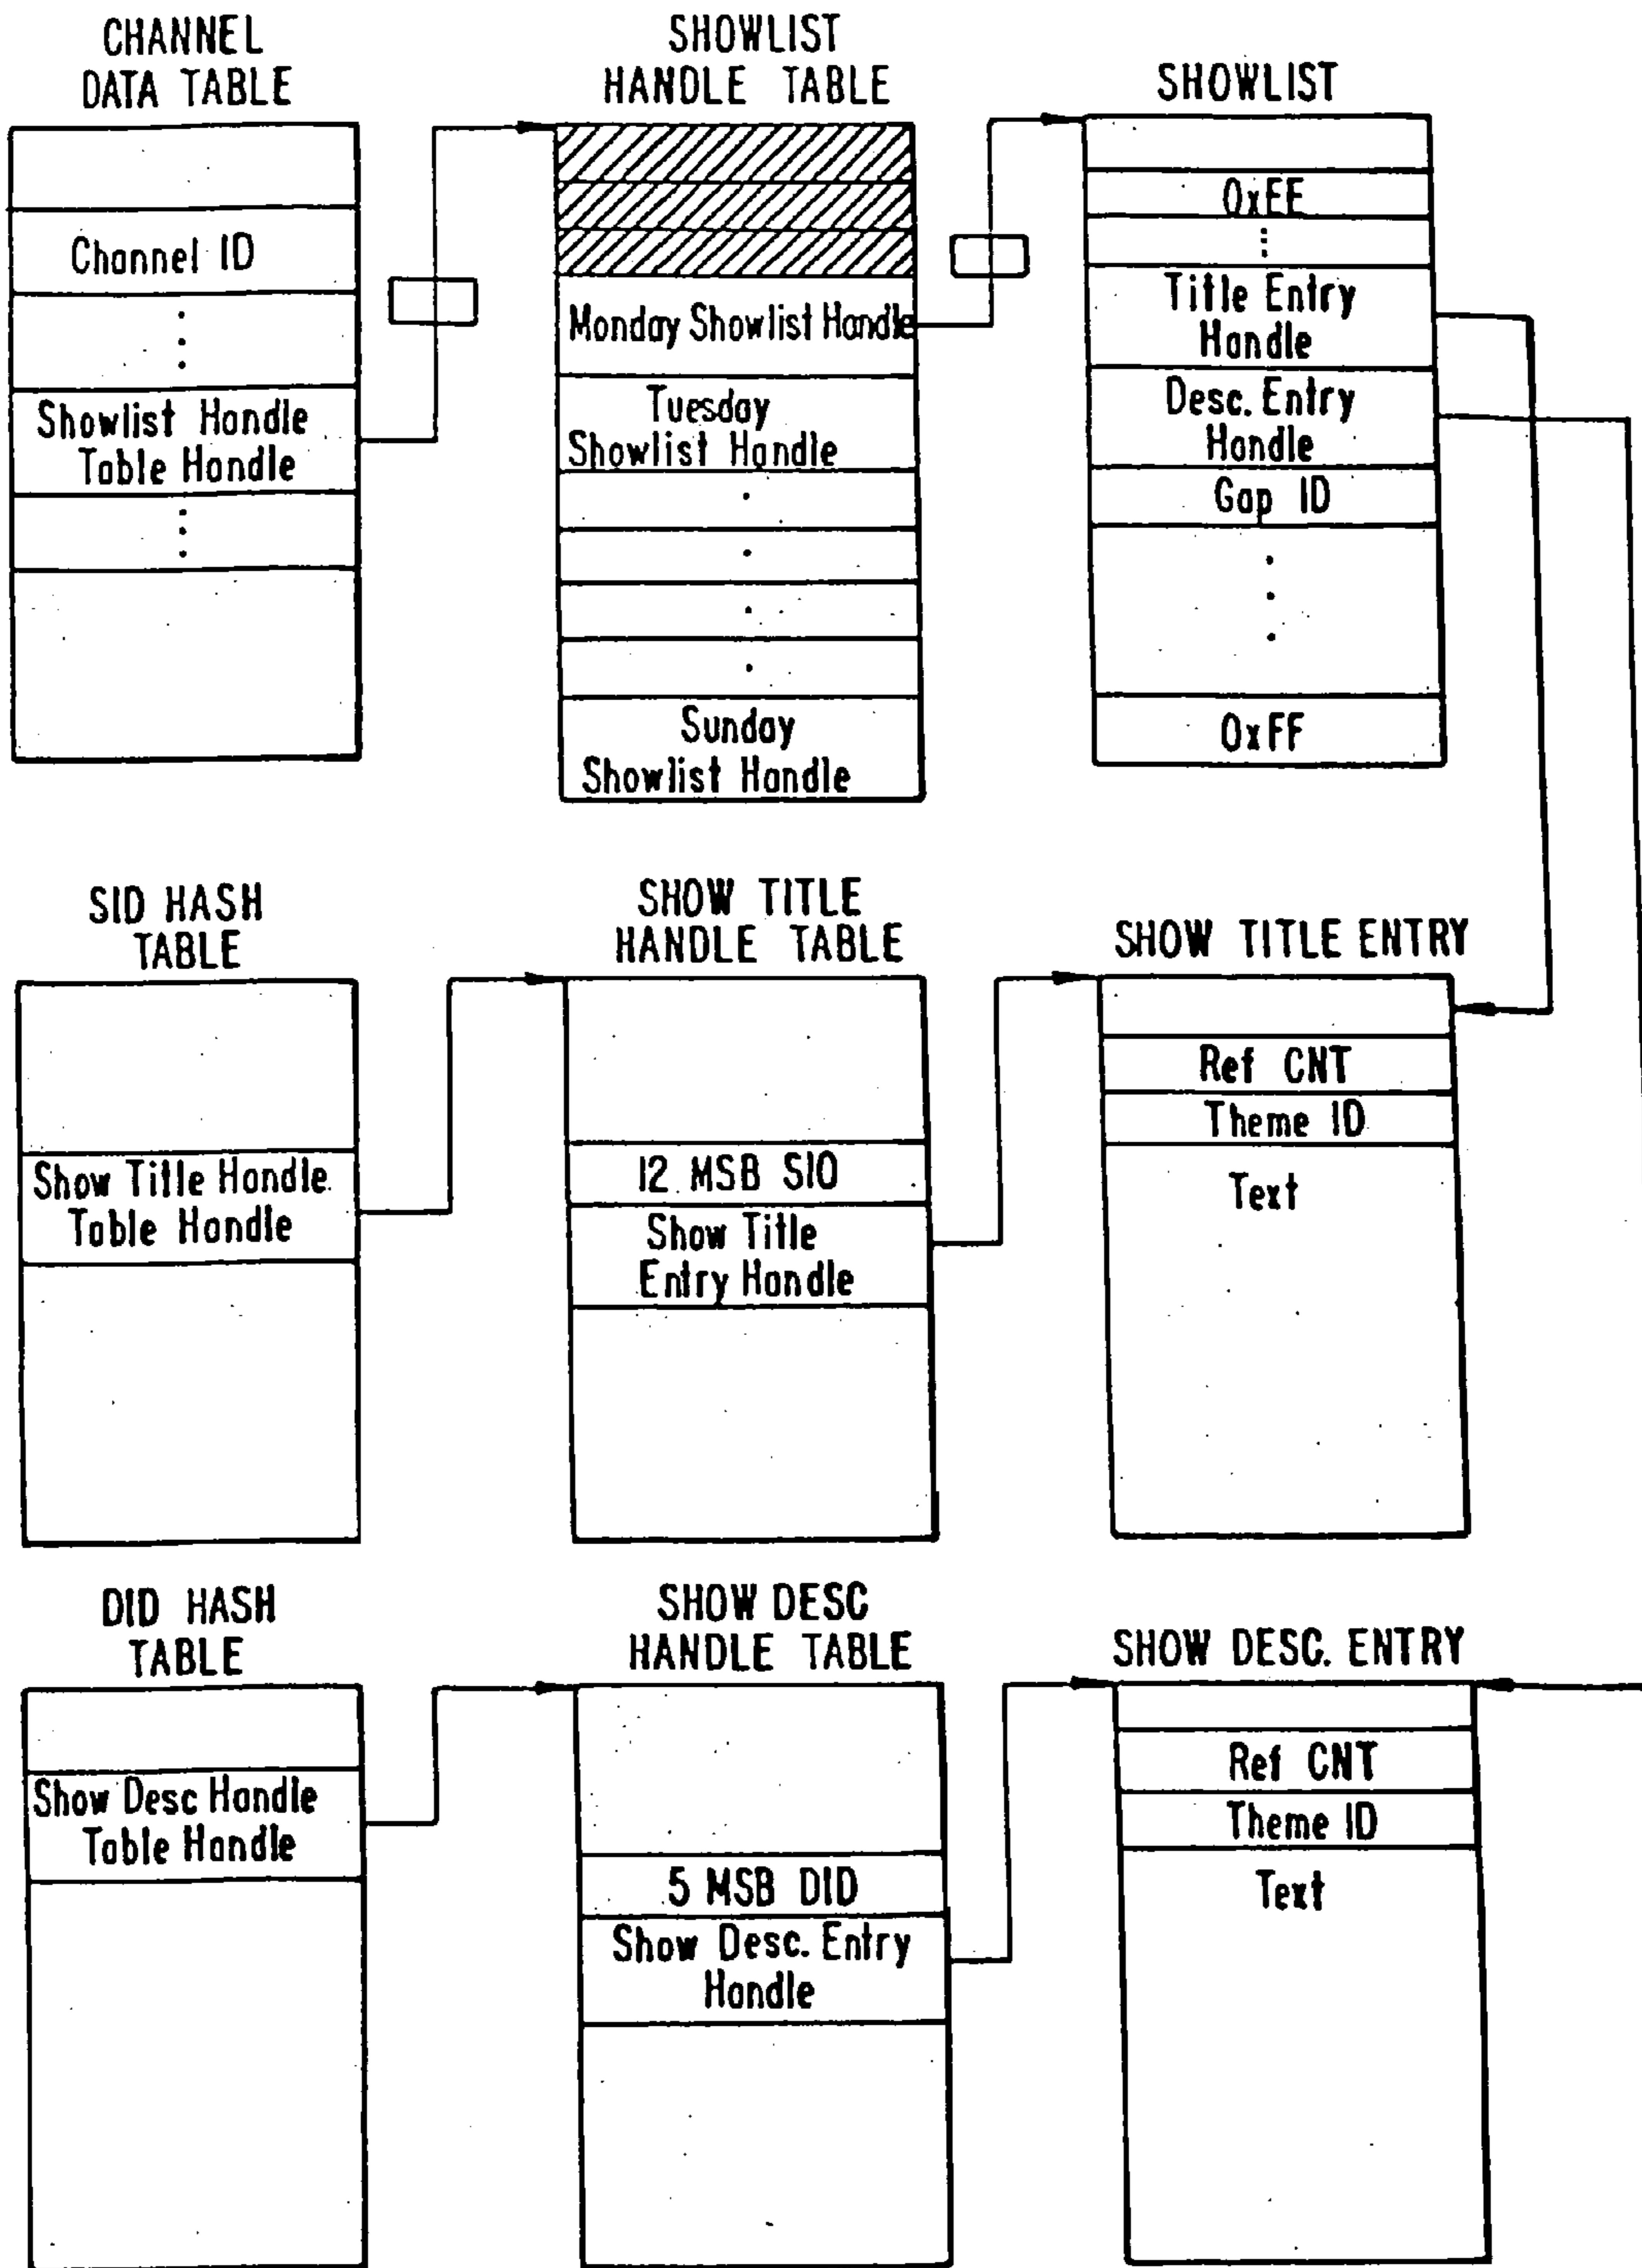 CHANNEL
DATA TABLE
Channel ID
Showlist Handle
Table Handle
SHOWLIST
HANDLE TABLE
Monday Showlist Handle
Tuesday
Showlist Handle
Sunday
Showlist Handle
SHOWLIST
0xFF
Title Entry
Handle
Desc. Entry
Handle
Gap ID
0xFF
SID HASH
TABLE
Show Title Handle
Table Handle
SHOW TITLE
HANDLE TABLE
12 MSB SID
Show Title
Entry Handle
SHOW TITLE ENTRY
Ref CNT
Theme ID
Text
DID HASH
TABLE
Show Desc Handle
Table Handle
SHOW DESC
HANDLE TABLE
5 MSB DID
Show Desc. Entry
Handle
SHOW DESC. ENTRY
Ref CNT
Theme ID
Text